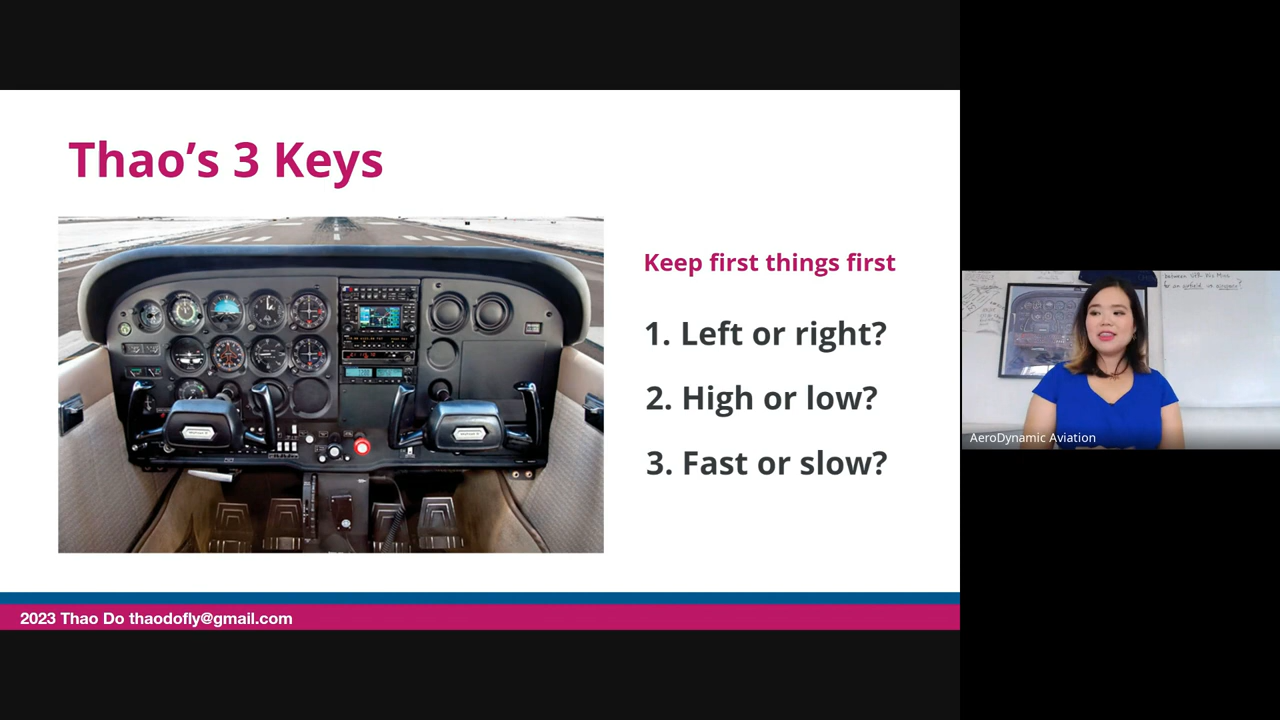 Thao's 3 Keys
Keep first things first
1. Left or right?
2. High or low?
3. Fast or slow?
2023 Thao Do thaodofly@gmail.com
AeroDynamic Aviation